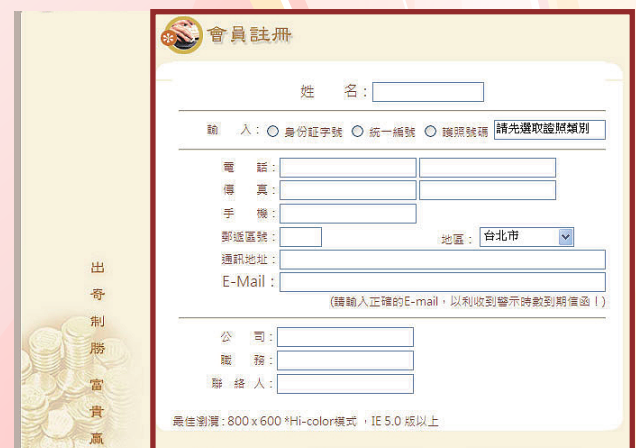 會員註冊
姓 名:
輸 入: 身份証字號 統一編號 護照號碼 請先選取證照類別
電 話:
傳 真:
手 機:
郵遞區號: 地區: 台北市
通訊地址:
E-Mail:
(請輸入正確的E-mail,以利收到警示時數到期信函!)
公 司:
職 務:
聯 絡 人:
最佳瀏覽:800 x 600 *Hi-color模式 ,IE 5.0 版以上
出奇制勝 富貴贏